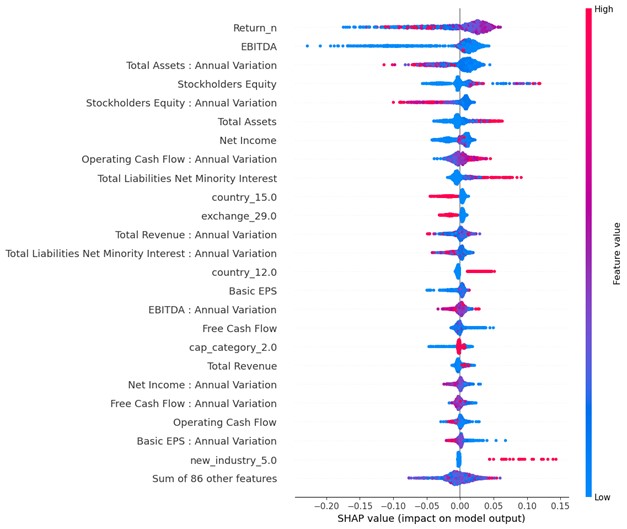 High
Return_n
EBITDA
Total Assets : Annual Variation
Stockholders Equity
Stockholders Equity : Annual Variation
Total Assets
Net Income
Operating Cash Flow : Annual Variation
Total Liabilities Net Minority Interest
country_15.0
exchange_29.0
Total Revenue : Annual Variation
Total Liabilities Net Minority Interest : Annual Variation
country_12.0
Basic EPS
EBITDA : Annual Variation
Free Cash Flow
cap_category_2.0
Total Revenue
Net Income : Annual Variation
Free Cash Flow : Annual Variation
Operating Cash Flow
Basic EPS : Annual Variation
new_industry_5.0
Sum of 86 other features
Feature value
Low
−0.20 −0.15 −0.10 −0.05 0.00 0.05 0.10 0.15
SHAP value (impact on model output)